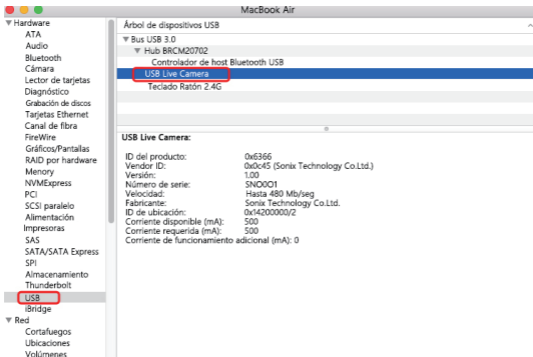 MacBook Air
Hardware
ATA
Audio
Bluetooth
Cámara
Lector de tarjetas
Diagnóstico
Grabación de discos
Tarjetas Ethernet
Canal de fibra
FireWire
Gráficos/Pantallas
RAID por hardware
Menory
NVMExpress
PCI
SCSI paralelo
Alimentación
Impresoras
SAS
SATA/SATA Express
SPI
Almacenamiento
Thunderbolt
USB
iBridge
Red
Cortafuegos
Ubicaciones
Volúmenes
Árbol de dispositivos USB
Bus USB 3.0
Hub BRCM20702
Controlador de host Bluetooth USB
USB Live Camera
Teclado Ratón 2.4G
USB Live Camera:
ID del producto: 0x6366
Vendor ID: 0x0c45 (Sonix Technology Co.Ltd.)
Versión: 1.00
Número de serie: SNO001
Velocidad: Hasta 480 Mb/seg
Fabricante: Sonix Technology Co.Ltd.
ID de ubicación: 0x14200000/2
Corriente disponible (mA): 500
Corriente requerida (mA): 500
Corriente de funcionamiento adicional (mA): 0